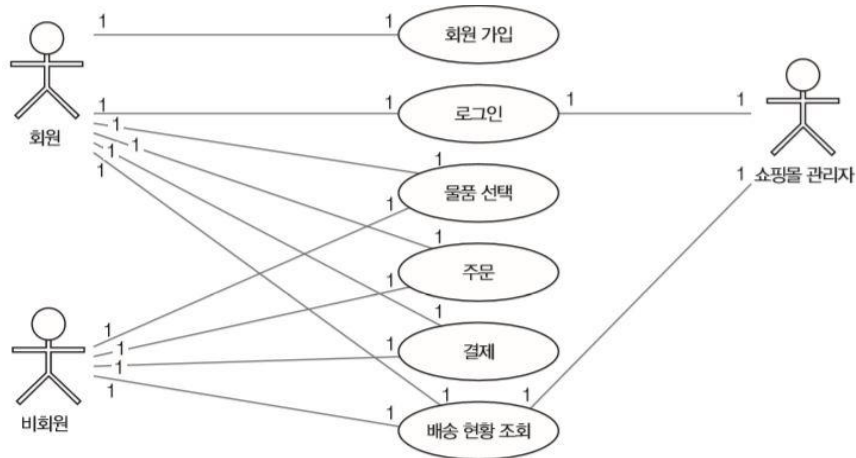 1 1 회원 가입
회원
1 1 로그인 1 1
쇼핑몰 관리자
1 1 물품 선택 1
1 1 1 주문
1 1
1 1 1 결제
1 1
비회원
1 1 1 1 배송 현황 조회